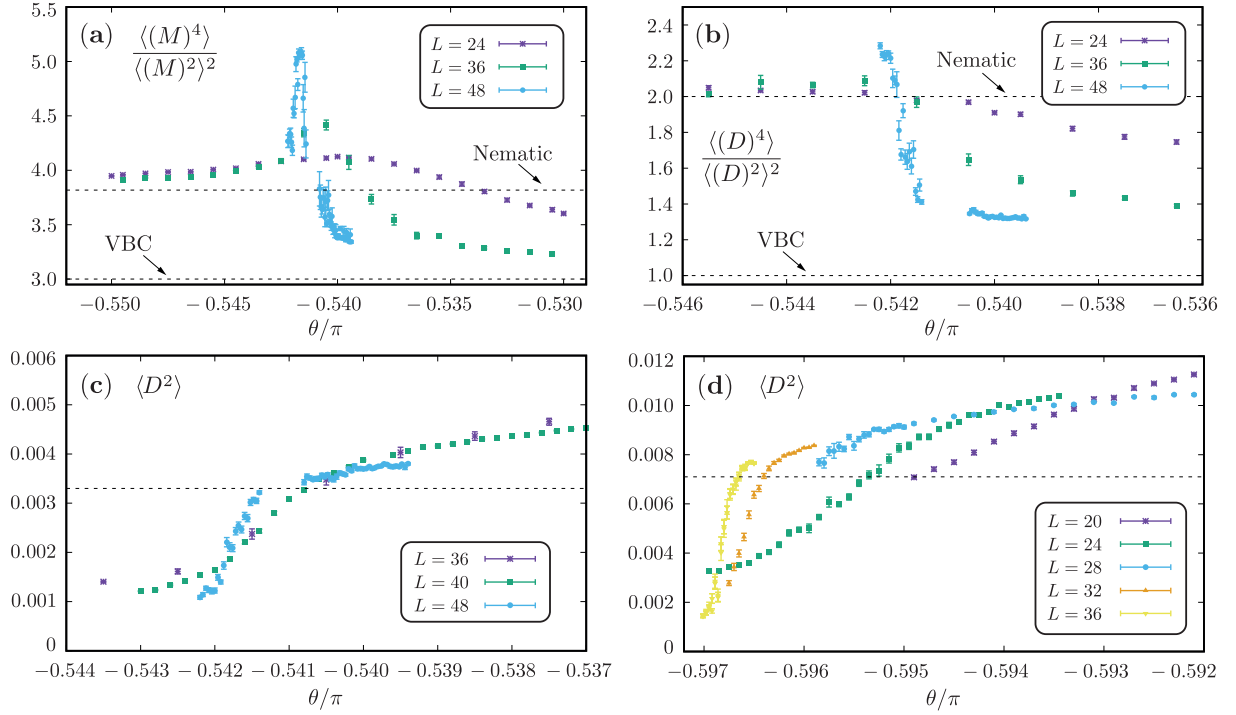 (a) ⟨(M)⁴⟩ / ⟨(M)²⟩²
L = 24
L = 36
L = 48
Nematic
VBC
5.5
5.0
4.5
4.0
3.5
3.0
−0.550 −0.545 −0.540 −0.535 −0.530
θ/π
(b)
L = 24
L = 36
L = 48
Nematic
⟨(D)⁴⟩ / ⟨(D)²⟩²
VBC
2.4
2.2
2.0
1.8
1.6
1.4
1.2
1.0
−0.546 −0.544 −0.542 −0.540 −0.538 −0.536
θ/π
(c) ⟨D²⟩
0.006
0.005
0.004
0.003
0.002
0.001
0
L = 36
L = 40
L = 48
−0.544 −0.543 −0.542 −0.541 −0.540 −0.539 −0.538 −0.537
θ/π
(d) ⟨D²⟩
0.012
0.010
0.008
0.006
0.004
0.002
0
L = 20
L = 24
L = 28
L = 32
L = 36
−0.597 −0.596 −0.595 −0.594 −0.593 −0.592
θ/π